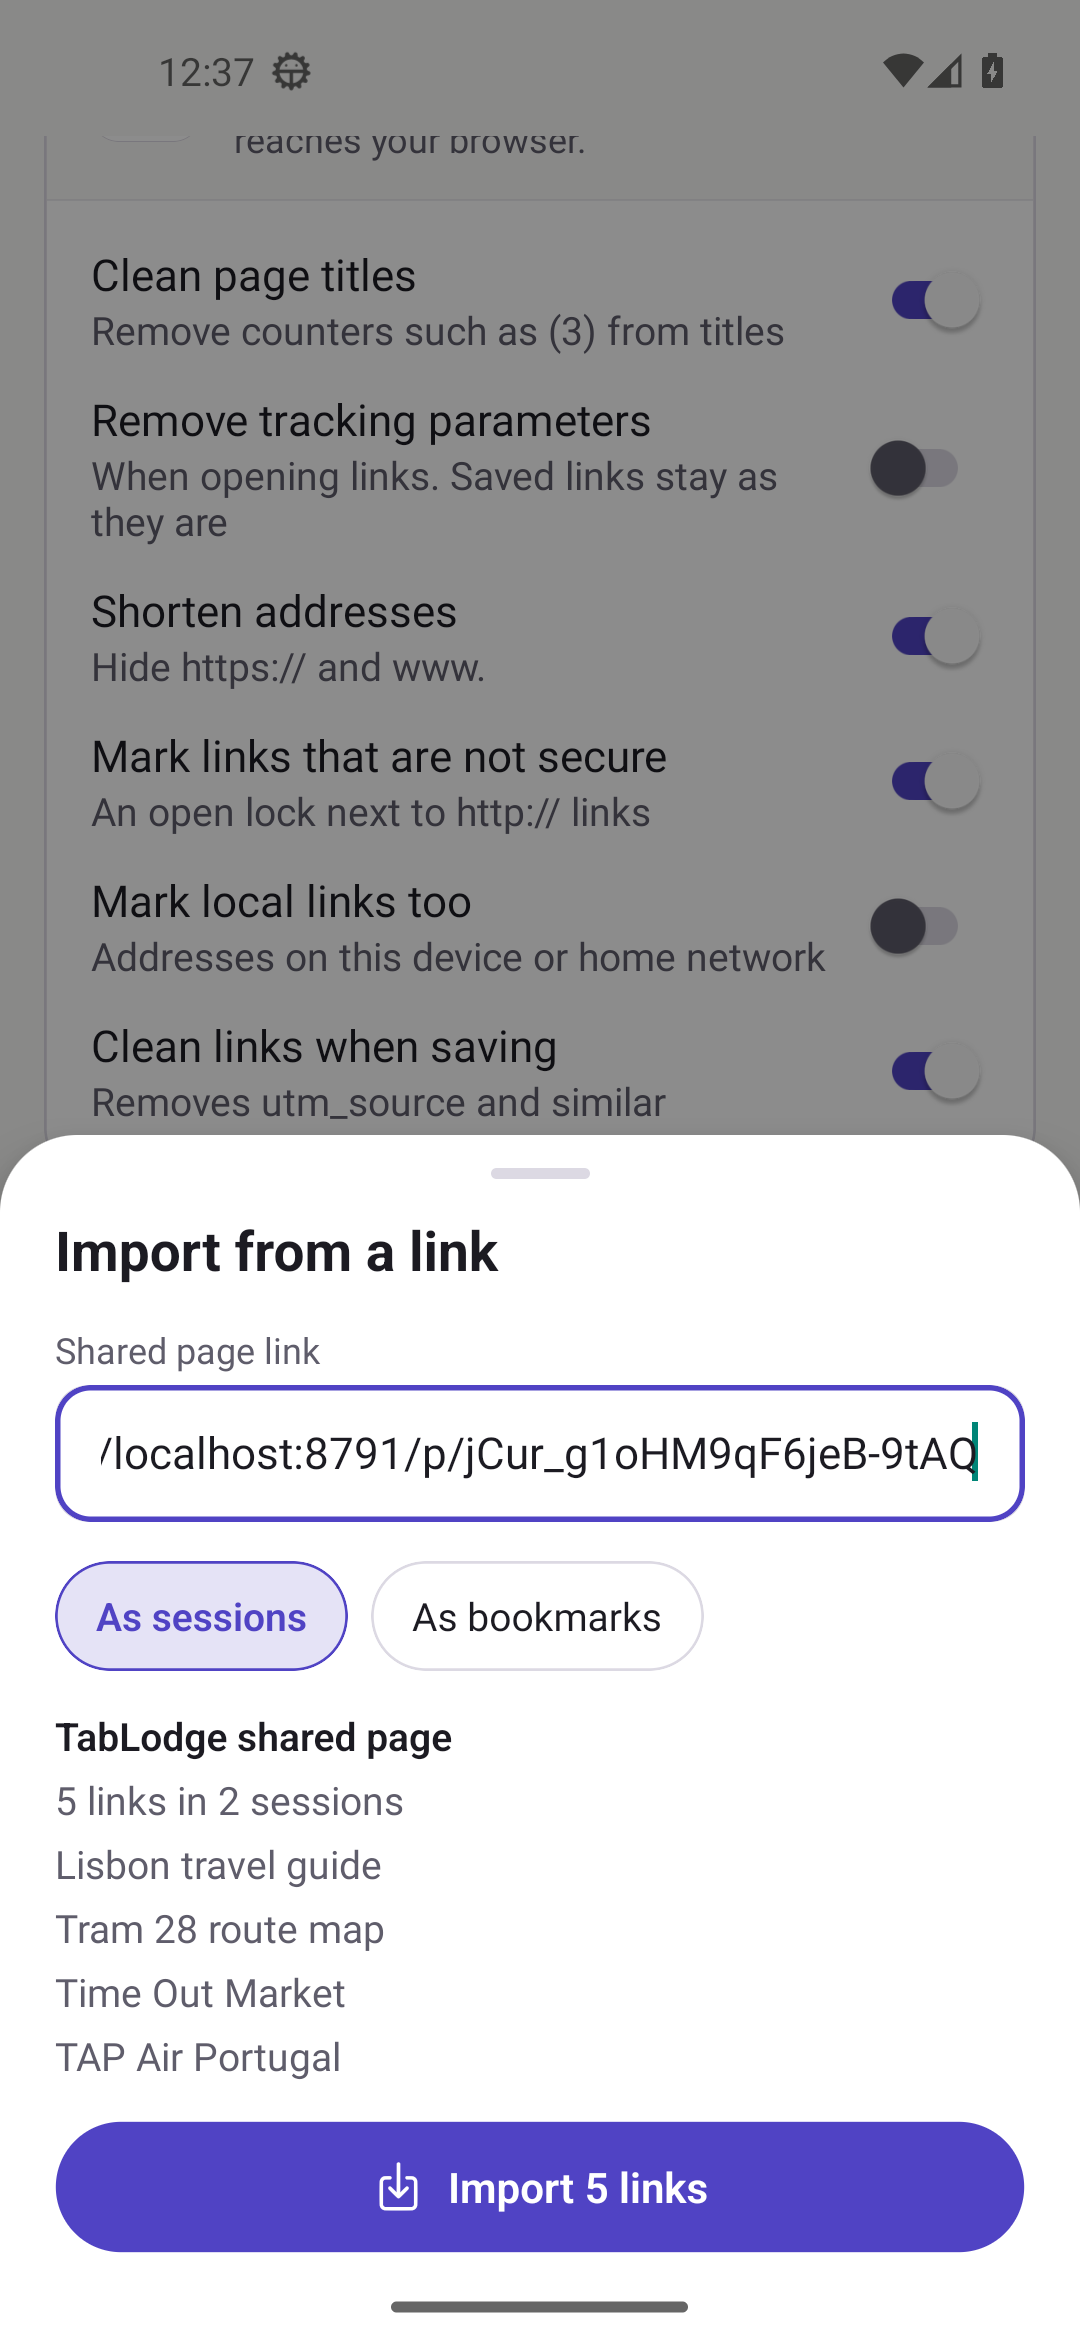 12:37
reaches your browser.
Clean page titles
Remove counters such as (3) from titles
Remove tracking parameters
When opening links. Saved links stay as
they are
Shorten addresses
Hide https:// and www.
Mark links that are not secure
An open lock next to http:// links
Mark local links too
Addresses on this device or home network
Clean links when saving
Removes utm_source and similar
Import from a link
Shared page link
/localhost:8791/p/jCur_g1oHM9qF6jeB-9tAQ
As sessions
As bookmarks
TabLodge shared page
5 links in 2 sessions
Lisbon travel guide
Tram 28 route map
Time Out Market
TAP Air Portugal
Import 5 links